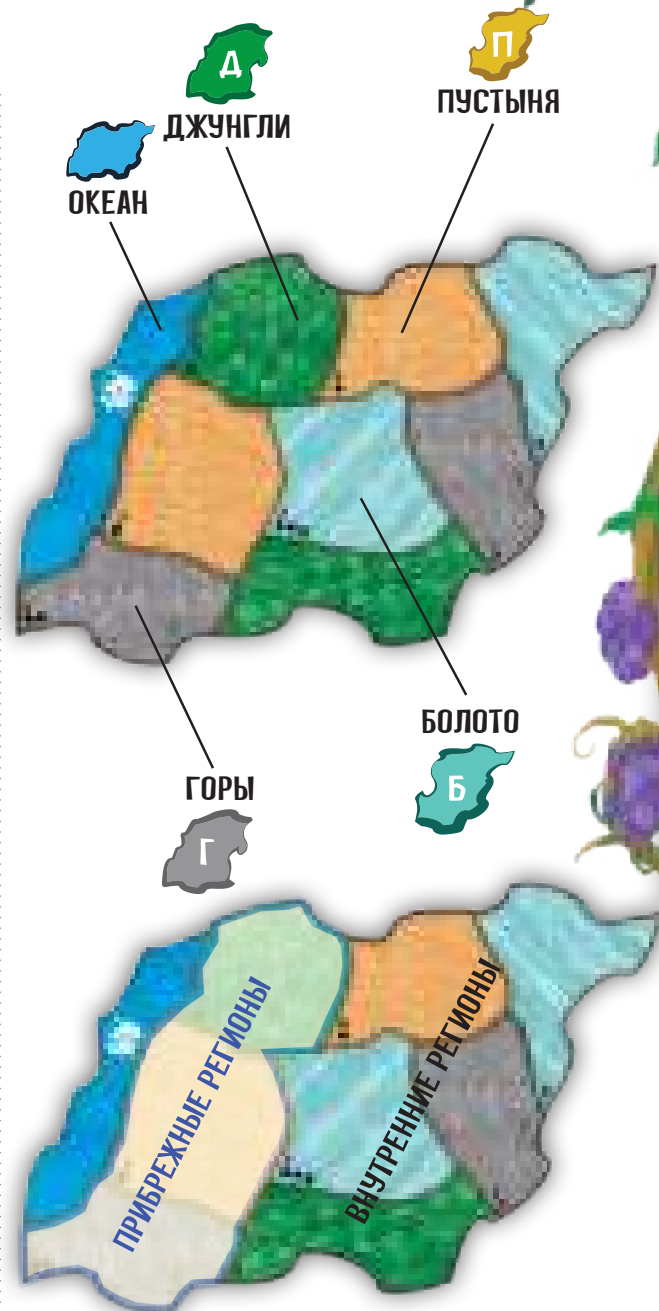 Д
ДЖУНГЛИ
П
ПУСТЫНЯ
ОКЕАН
БОЛОТО
Б
ГОРЫ
Г
ПРИБРЕЖНЫЕ РЕГИОНЫ
ВНУТРЕННИЕ РЕГИОНЫ